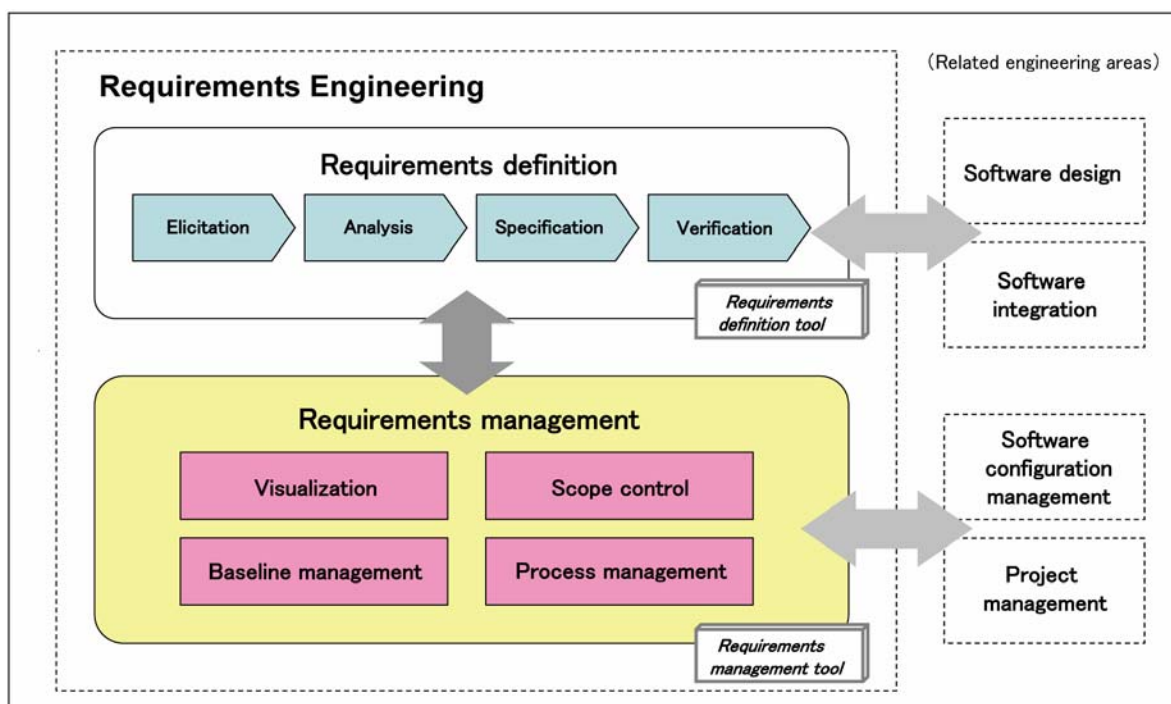 (Related engineering areas)
Requirements Engineering
Requirements definition
Elicitation
Analysis
Specification
Verification
Requirements
definition tool
Software design
Software
integration
Requirements management
Visualization
Scope control
Baseline management
Process management
Requirements
management tool
Software
configuration
management
Project
management